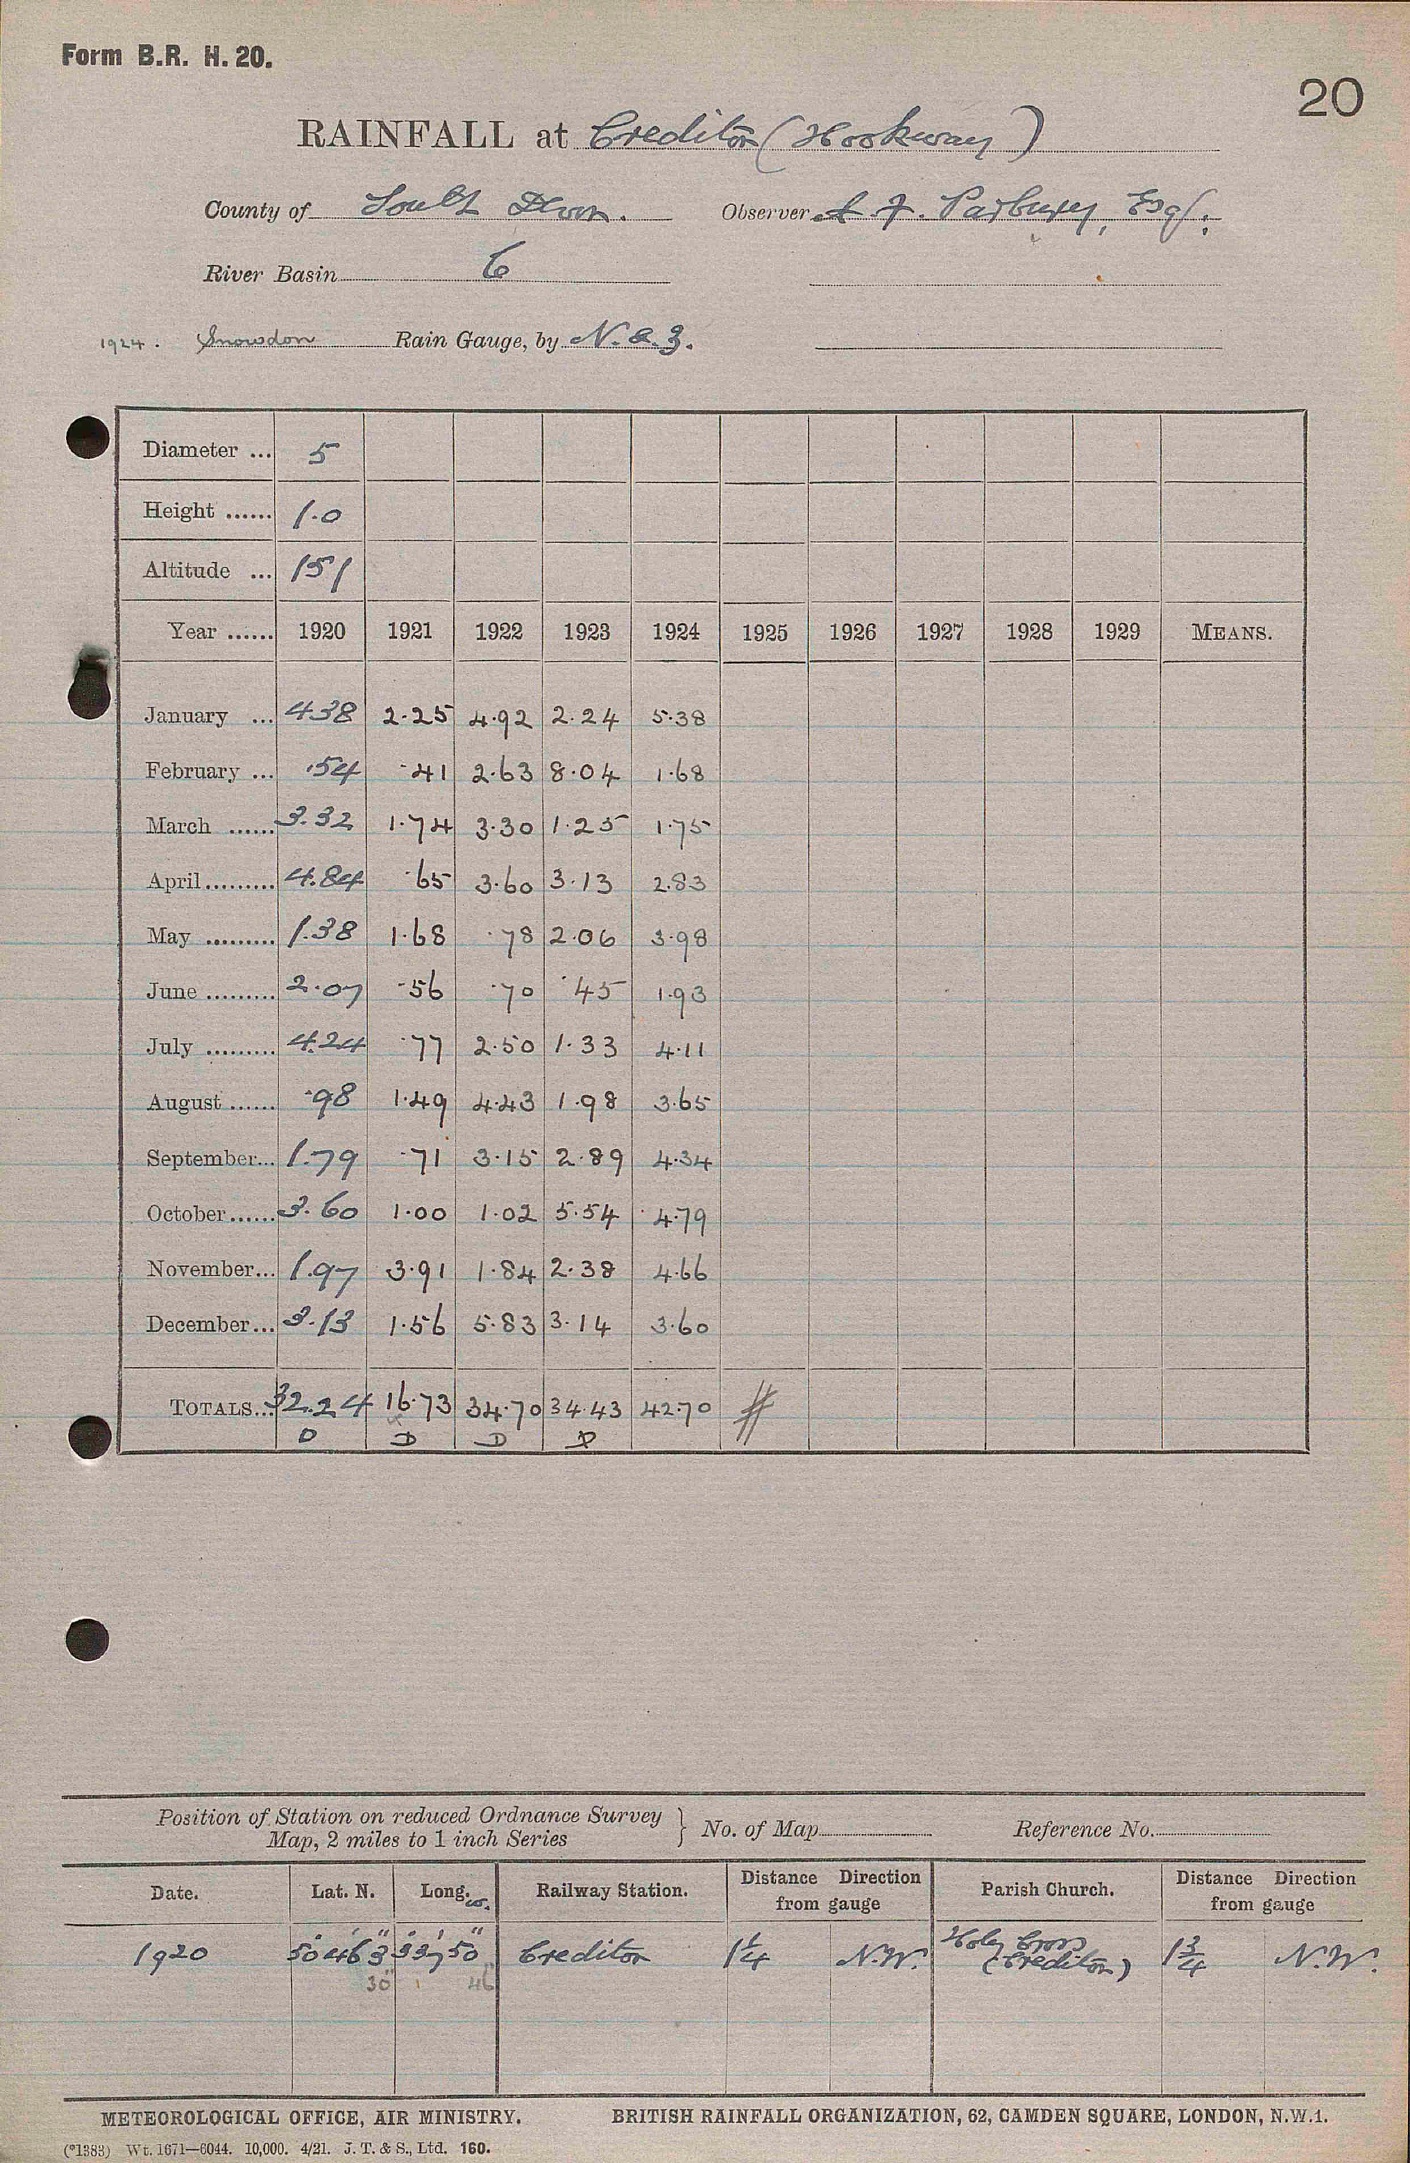 Form B.R. H. 20.
20
RAINFALL at Crediton (Hookway)
County of South Devon. Observer A F. Parbury, Esq.
River Basin 6
1924. Snowdon Rain Gauge, by N. & Z.
Diameter ... 5
Height ...... 1.0
Altitude ... 151
Year ...... 1920 1921 1922 1923 1924 1925 1926 1927 1928 1929 MEANS.
January ... 4.38 2.25 4.92 2.24 5.38
February ... .54 .41 2.63 8.04 1.68
March ...... 3.32 1.74 3.30 1.25 1.75
April ......... 4.84 .65 3.60 3.13 2.83
May ......... 1.38 1.68 .78 2.06 3.98
June ......... 2.07 .56 .70 .45 1.93
July ......... 4.24 .77 2.50 1.33 4.11
August ...... .98 1.49 4.43 1.98 3.65
September... 1.79 .71 3.15 2.89 4.34
October ...... 3.60 1.00 1.02 5.54 4.79
November... 1.97 3.91 1.84 2.38 4.66
December... 3.13 1.56 5.83 3.14 3.60
TOTALS... 32.24 16.73 34.70 34.43 42.70
D D D D
Position of Station on reduced Ordnance Survey
Map, 2 miles to 1 inch Series } No. of Map Reference No.
Date. Lat. N. Long. W. Railway Station. Distance Direction from gauge Parish Church. Distance Direction from gauge
1920 50° 46' 3" 3° 37' 50" Crediton 1¼ N.W. Holy Cross (Crediton) 1¾ N.W.
30" 46"
METEOROLOGICAL OFFICE, AIR MINISTRY. BRITISH RAINFALL ORGANIZATION, 62, CAMDEN SQUARE, LONDON, N.W.1.
(*1383) Wt. 1671—6044. 10,000. 4/21. J. T. & S., Ltd. 160.